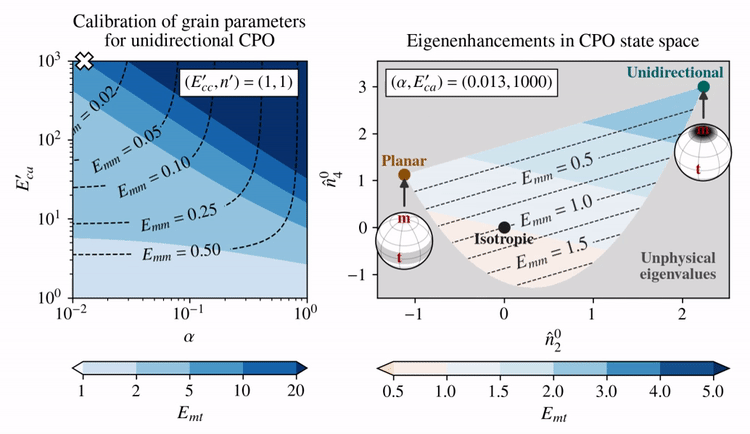 Calibration of grain parameters
for unidirectional CPO
(E′cc, n′) = (1, 1)
10³
10²
10¹
10⁰
E′ca
m = 0.02
Emm = 0.05
Emm = 0.10
Emm = 0.25
Emm = 0.50
10⁻²
10⁻¹
10⁰
α
1
2
5
10
20
Emt
Eigenenhancements in CPO state space
(α, E′ca) = (0.013, 1000)
Unidirectional
Planar
Isotropic
Unphysical
eigenvalues
m
t
m
t
Emm = 0.5
Emm = 1.0
Emm = 1.5
3
2
1
0
−1
n̂⁰₄
−1
0
1
2
n̂⁰₂
0.5
1.0
1.5
2.0
3.0
4.0
5.0
Emt